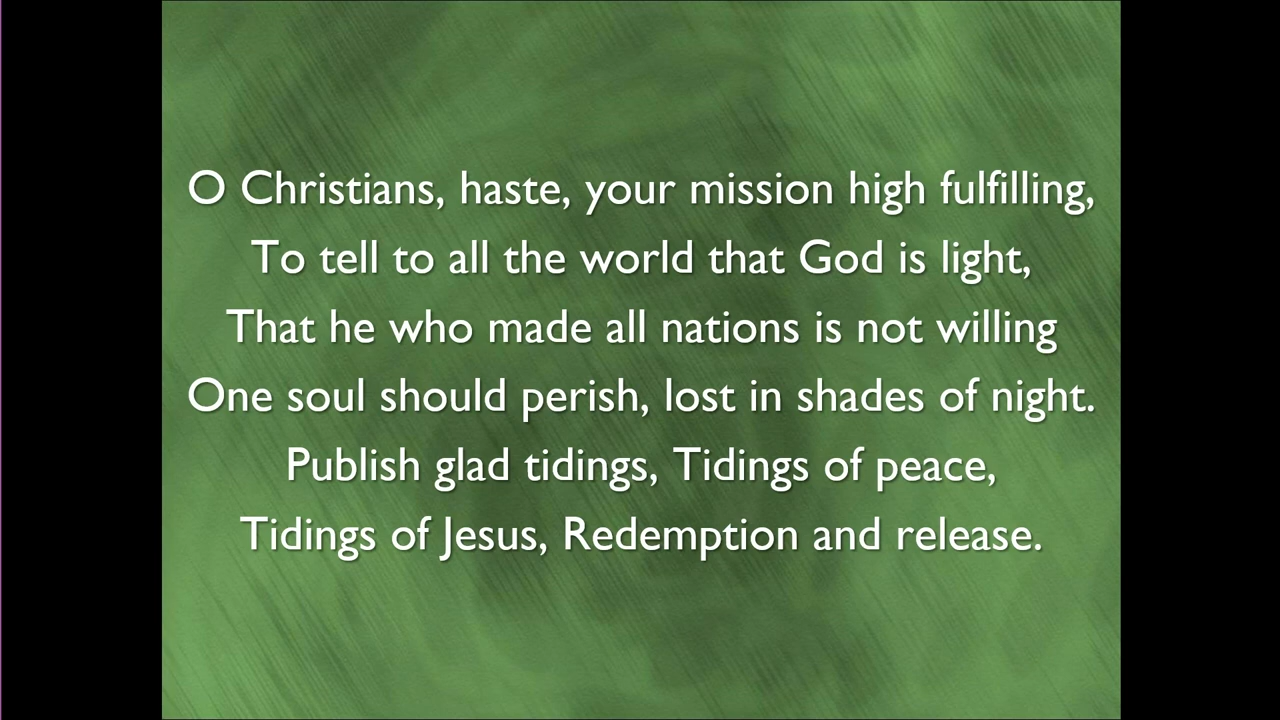 O Christians, haste, your mission high fulfilling,
To tell to all the world that God is light,
That he who made all nations is not willing
One soul should perish, lost in shades of night.
Publish glad tidings, Tidings of peace,
Tidings of Jesus, Redemption and release.